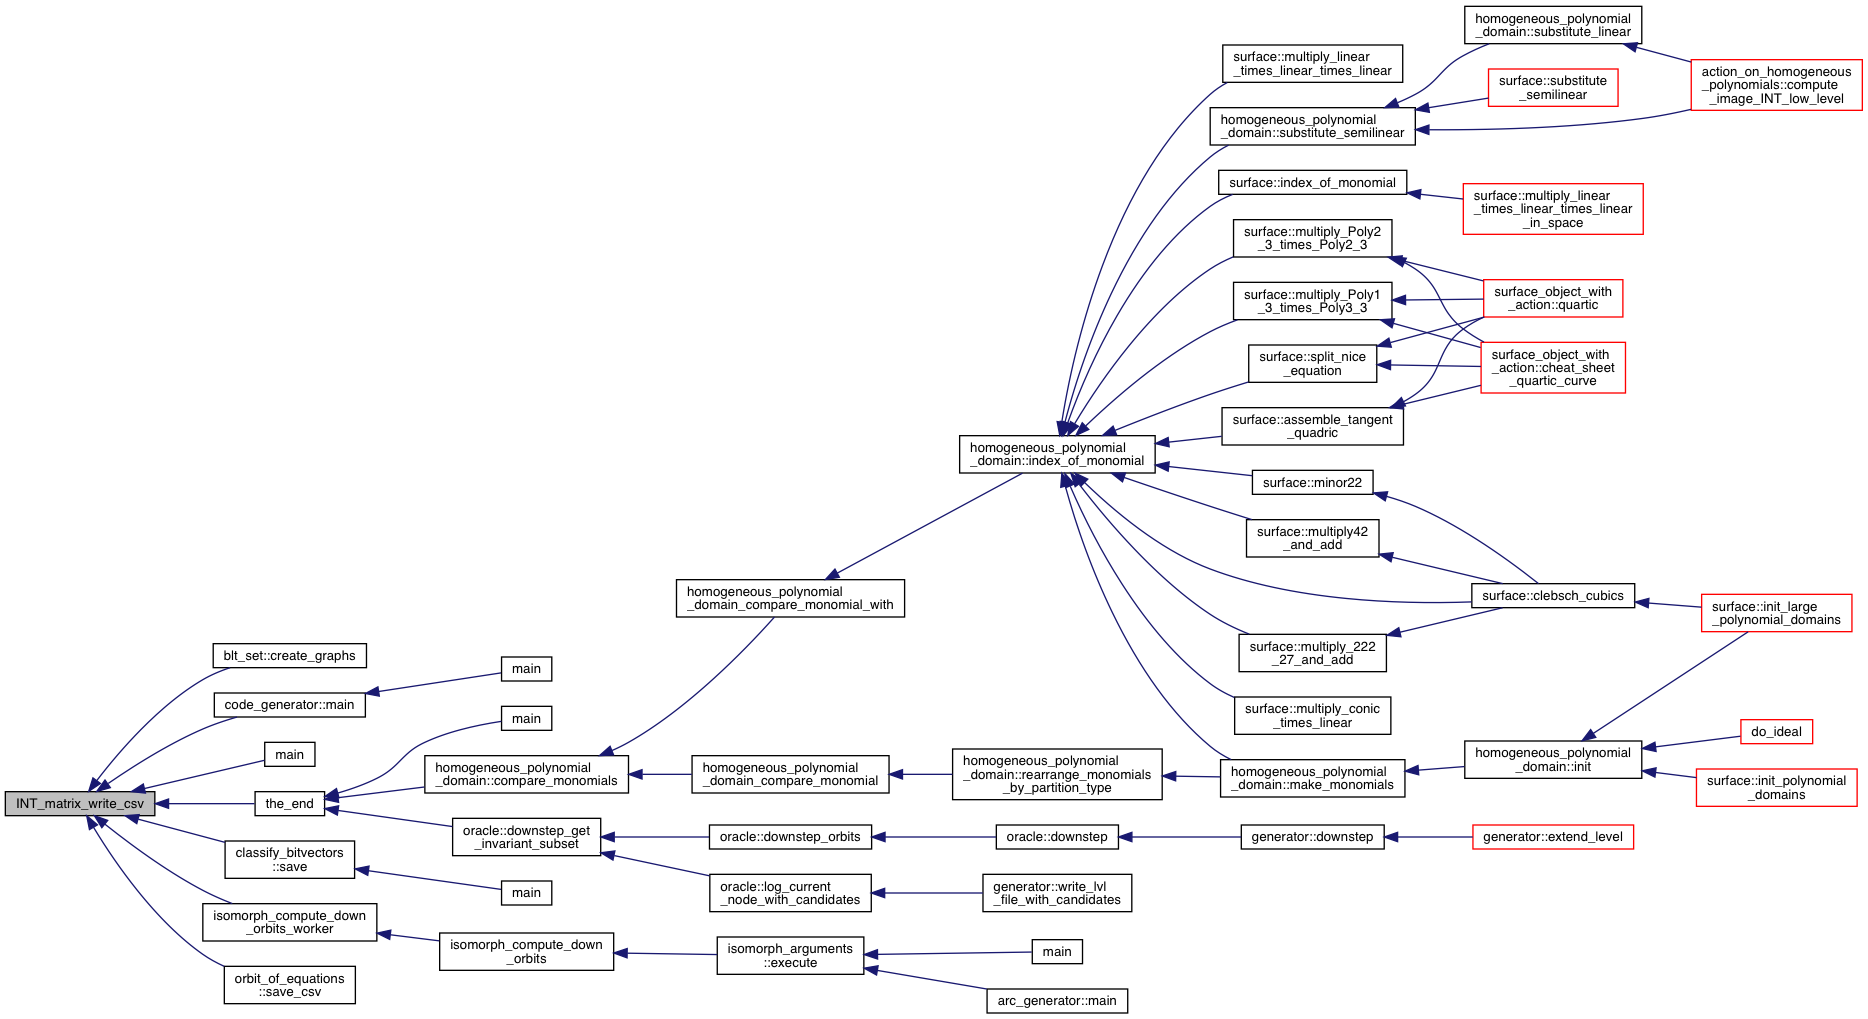 homogeneous_polynomial
_domain::substitute_linear
surface::multiply_linear
_times_linear_times_linear
action_on_homogeneous
_polynomials::compute
_image_INT_low_level
surface::substitute
_semilinear
homogeneous_polynomial
_domain::substitute_semilinear
surface::index_of_monomial
surface::multiply_linear
_times_linear_times_linear
_in_space
surface::multiply_Poly2
_3_times_Poly2_3
surface::multiply_Poly1
_3_times_Poly3_3
surface_object_with
_action::quartic
surface::split_nice
_equation
surface_object_with
_action::cheat_sheet
_quartic_curve
surface::assemble_tangent
_quadric
homogeneous_polynomial
_domain::index_of_monomial
surface::minor22
surface::multiply42
_and_add
homogeneous_polynomial
_domain_compare_monomial_with
surface::clebsch_cubics
surface::init_large
_polynomial_domains
surface::multiply_222
_27_and_add
blt_set::create_graphs
main
code_generator::main
main
surface::multiply_conic
_times_linear
main
homogeneous_polynomial
_domain::compare_monomials
homogeneous_polynomial
_domain_compare_monomial
homogeneous_polynomial
_domain::rearrange_monomials
_by_partition_type
homogeneous_polynomial
_domain::make_monomials
homogeneous_polynomial
_domain::init
do_ideal
surface::init_polynomial
_domains
INT_matrix_write_csv
the_end
oracle::downstep_get
_invariant_subset
oracle::downstep_orbits
oracle::downstep
generator::downstep
generator::extend_level
classify_bitvectors
::save
main
oracle::log_current
_node_with_candidates
generator::write_lvl
_file_with_candidates
isomorph_compute_down
_orbits_worker
isomorph_compute_down
_orbits
isomorph_arguments
::execute
main
orbit_of_equations
::save_csv
arc_generator::main